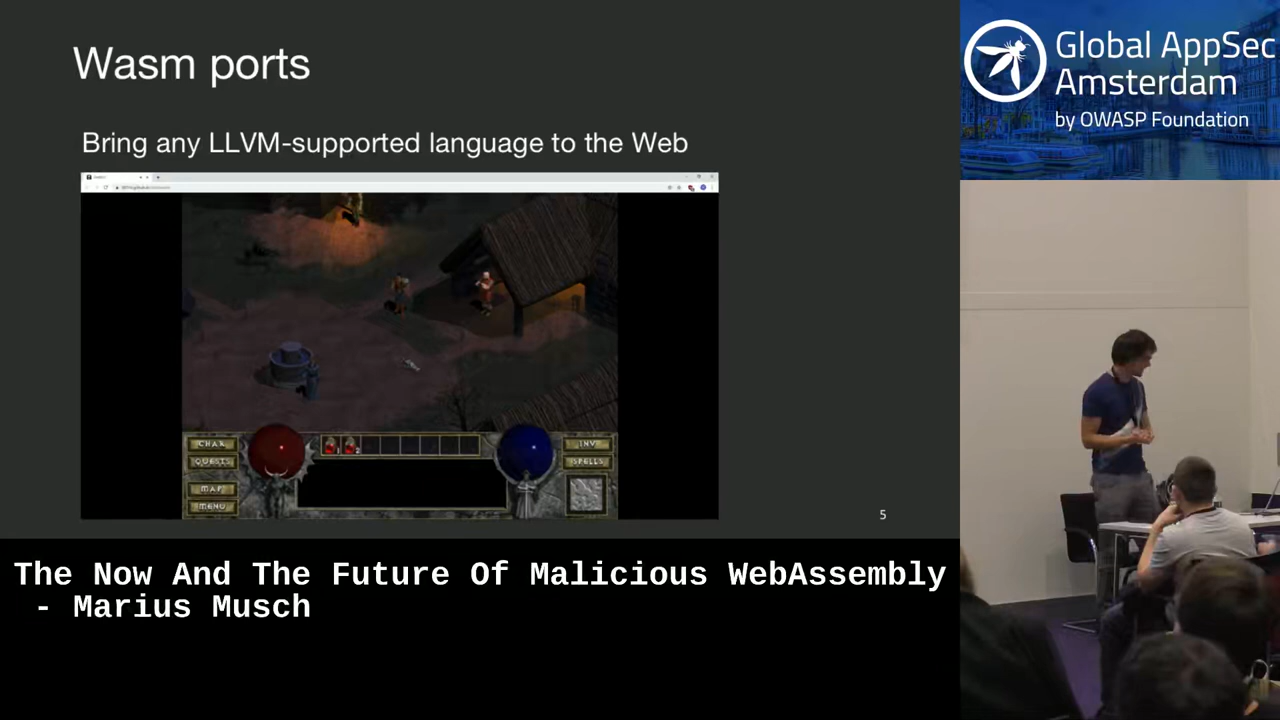 Wasm ports
Bring any LLVM-supported language to the Web
CHAR
QUESTS
MAP
MENU
INV
SPELLS
5
Global AppSec
Amsterdam
by OWASP Foundation
The Now And The Future Of Malicious WebAssembly
- Marius Musch